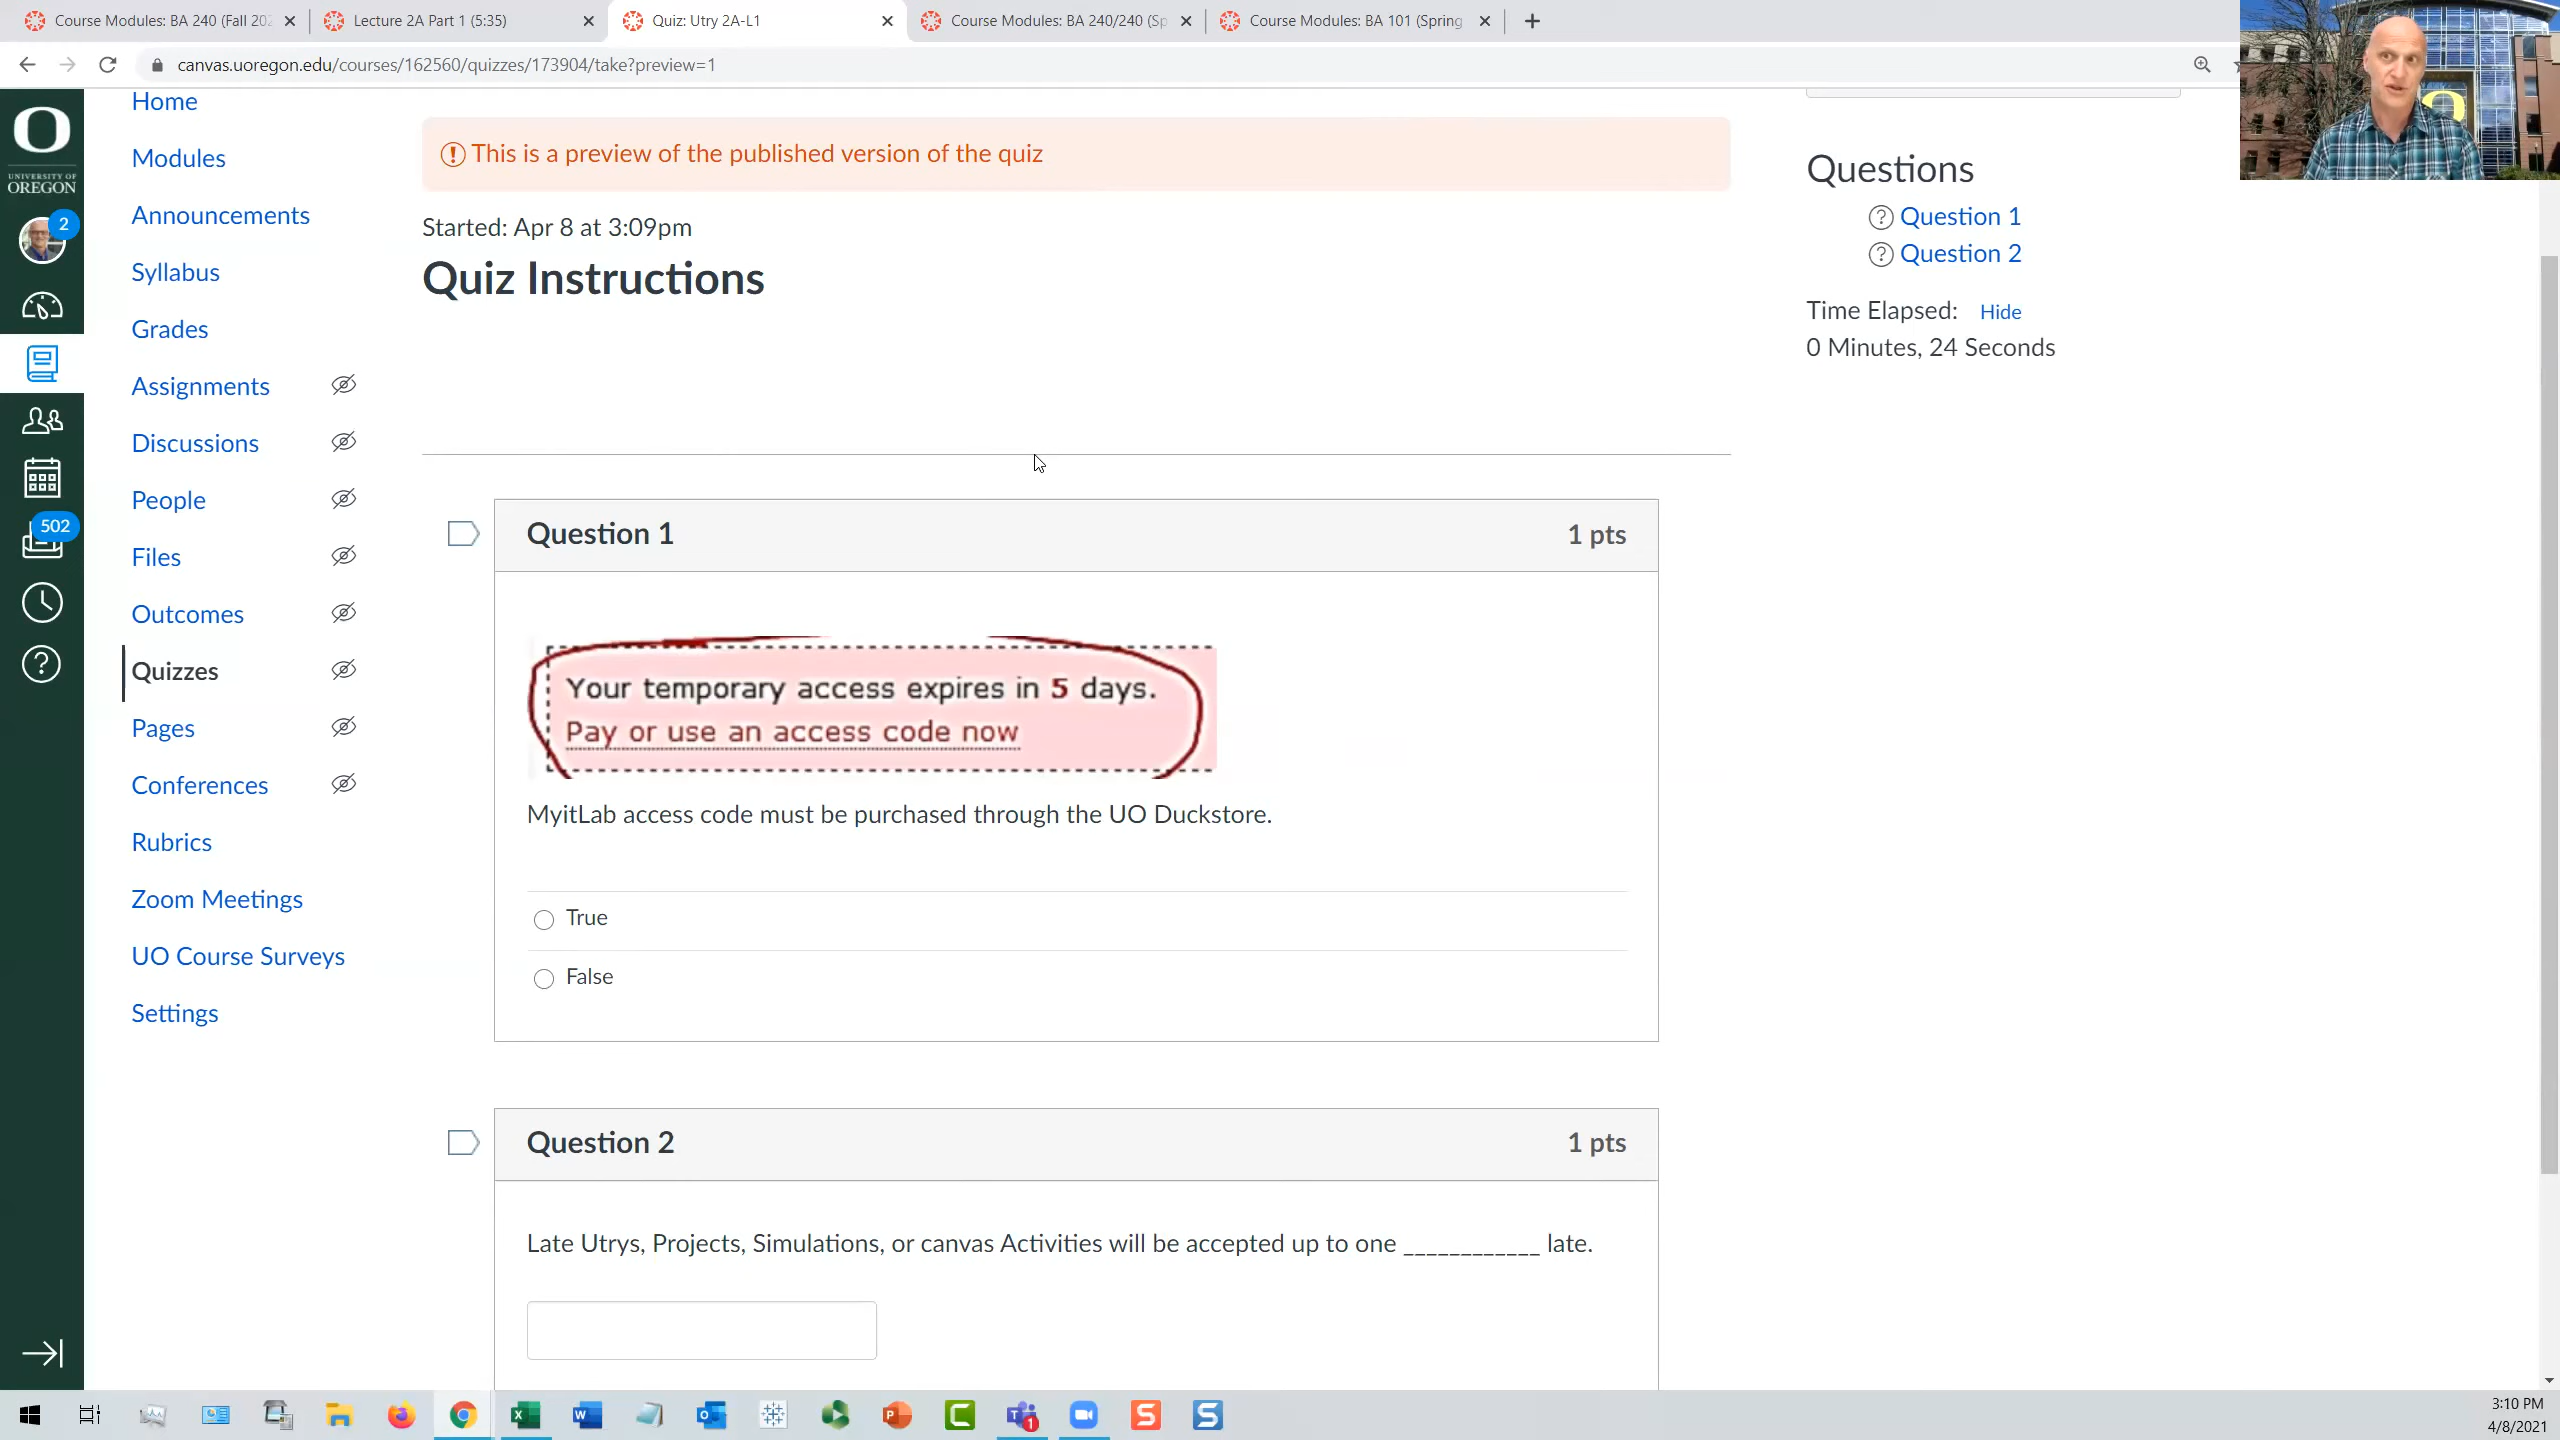 Course Modules: BA 240 (Fall 202
Lecture 2A Part 1 (5:35)
Quiz: Utry 2A-L1
Course Modules: BA 240/240 (Sp
Course Modules: BA 101 (Spring
canvas.uoregon.edu/courses/162560/quizzes/173904/take?preview=1
UNIVERSITY OF
OREGON
2
502
Home
Modules
Announcements
Syllabus
Grades
Assignments
Discussions
People
Files
Outcomes
Quizzes
Pages
Conferences
Rubrics
Zoom Meetings
UO Course Surveys
Settings
This is a preview of the published version of the quiz
Started: Apr 8 at 3:09pm
Quiz Instructions
Question 1
1 pts
Your temporary access expires in 5 days.
Pay or use an access code now
MyitLab access code must be purchased through the UO Duckstore.
True
False
Question 2
1 pts
Late Utrys, Projects, Simulations, or canvas Activities will be accepted up to one ____________ late.
Questions
Question 1
Question 2
Time Elapsed: Hide
0 Minutes, 24 Seconds
1
3:10 PM
4/8/2021